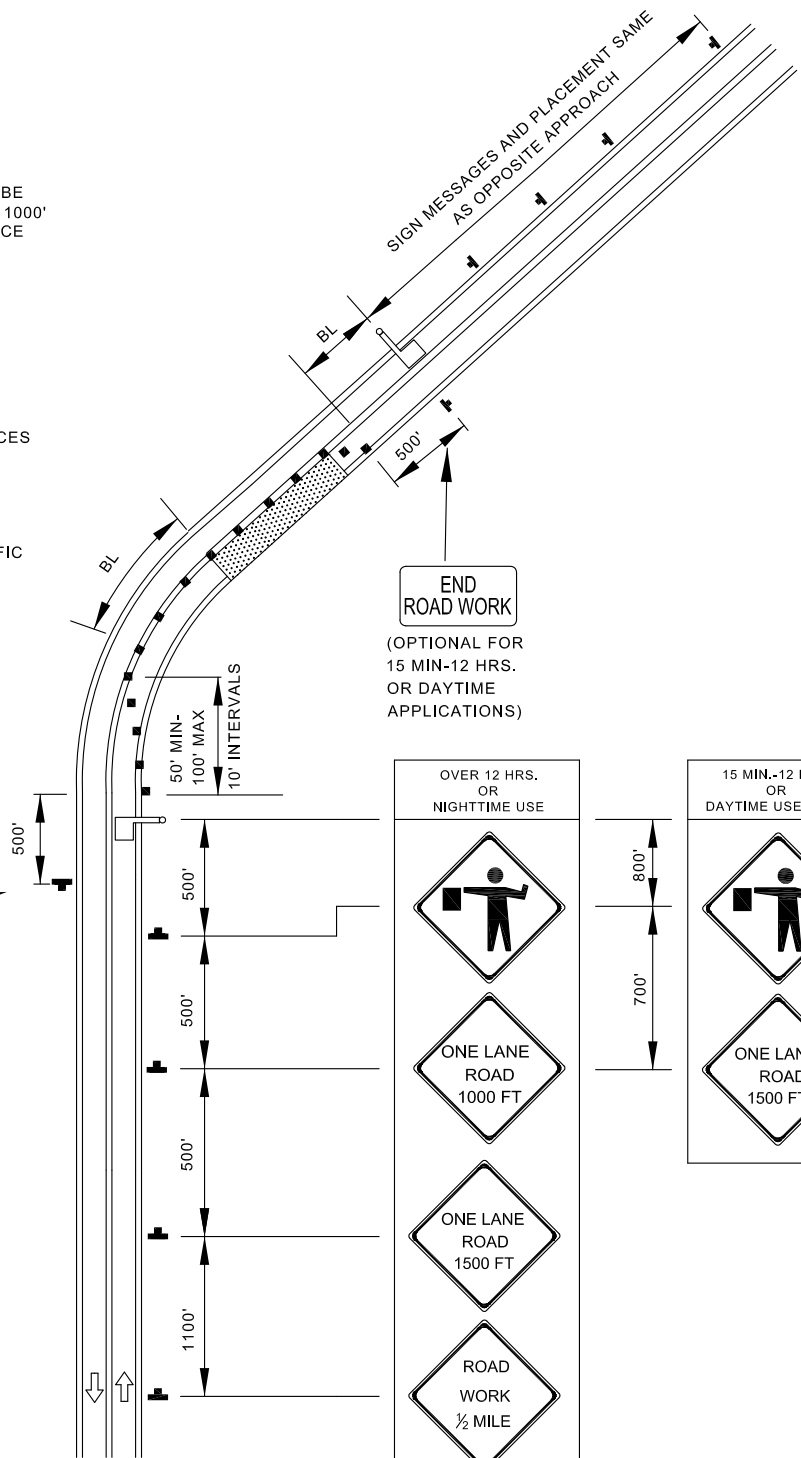 SIGN MESSAGES AND PLACEMENT SAME
AS OPPOSITE APPROACH
BE
1000'
CE
BL
CES
500'
FIC
BL
END
ROAD WORK
(OPTIONAL FOR
15 MIN-12 HRS.
OR DAYTIME
APPLICATIONS)
50' MIN-
100' MAX
10' INTERVALS
OVER 12 HRS.
OR
NIGHTTIME USE
15 MIN.-12
OR
DAYTIME USE
500'
500'
800'
500'
700'
ONE LANE
ROAD
1000 FT
ONE LAN
ROAD
1500 FT
500'
ONE LANE
ROAD
1500 FT
1100'
ROAD
WORK
½ MILE